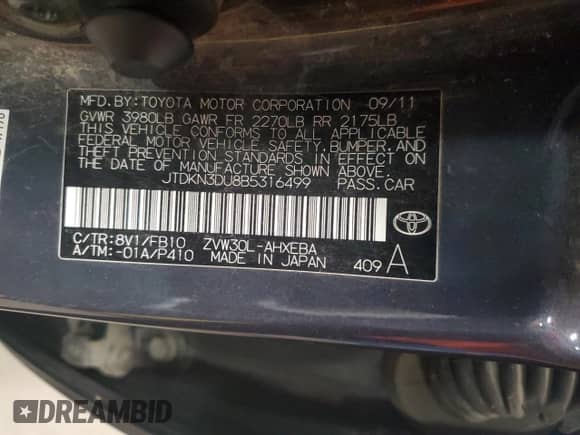 MFD. BY: TOYOTA MOTOR CORPORATION 09/11
GVWR 3980LB GAWR FR 2270LB RR 2175LB
THIS VEHICLE CONFORMS TO ALL APPLICABLE
FEDERAL MOTOR VEHICLE SAFETY, BUMPER, AND
THEFT PREVENTION STANDARDS IN EFFECT ON
THE DATE OF MANUFACTURE SHOWN ABOVE.
JTDKN3DU8B5316499 PASS. CAR
C/TR: 8V1/FB10 ZVW30L-AHXEBA
A/TM: -01A/P410 MADE IN JAPAN 409 A
DREAMBID